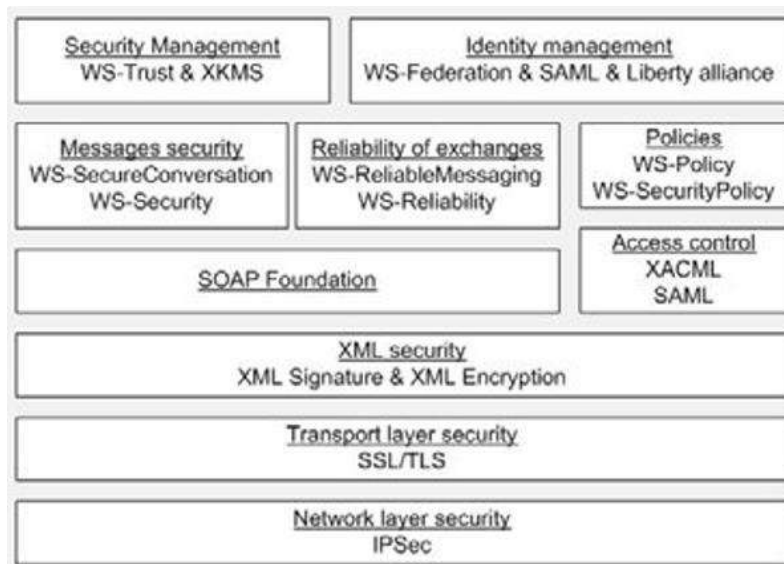 Security Management
WS-Trust & XKMS
Identity management
WS-Federation & SAML & Liberty alliance
Messages security
WS-SecureConversation
WS-Security
Reliability of exchanges
WS-ReliableMessaging
WS-Reliability
Policies
WS-Policy
WS-SecurityPolicy
SOAP Foundation
Access control
XACML
SAML
XML security
XML Signature & XML Encryption
Transport layer security
SSL/TLS
Network layer security
IPSec